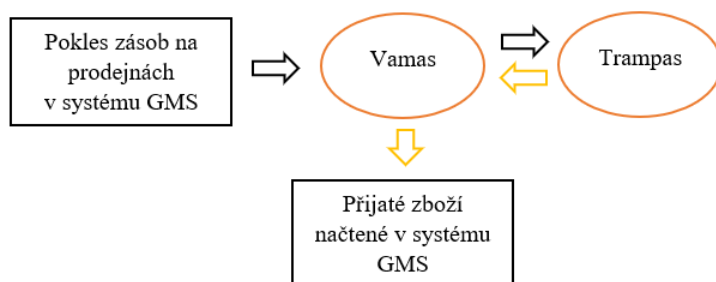 Pokles zásob na
prodejnách
v systému GMS
Vamas
Trampas
Přijaté zboží
načtené v systému
GMS